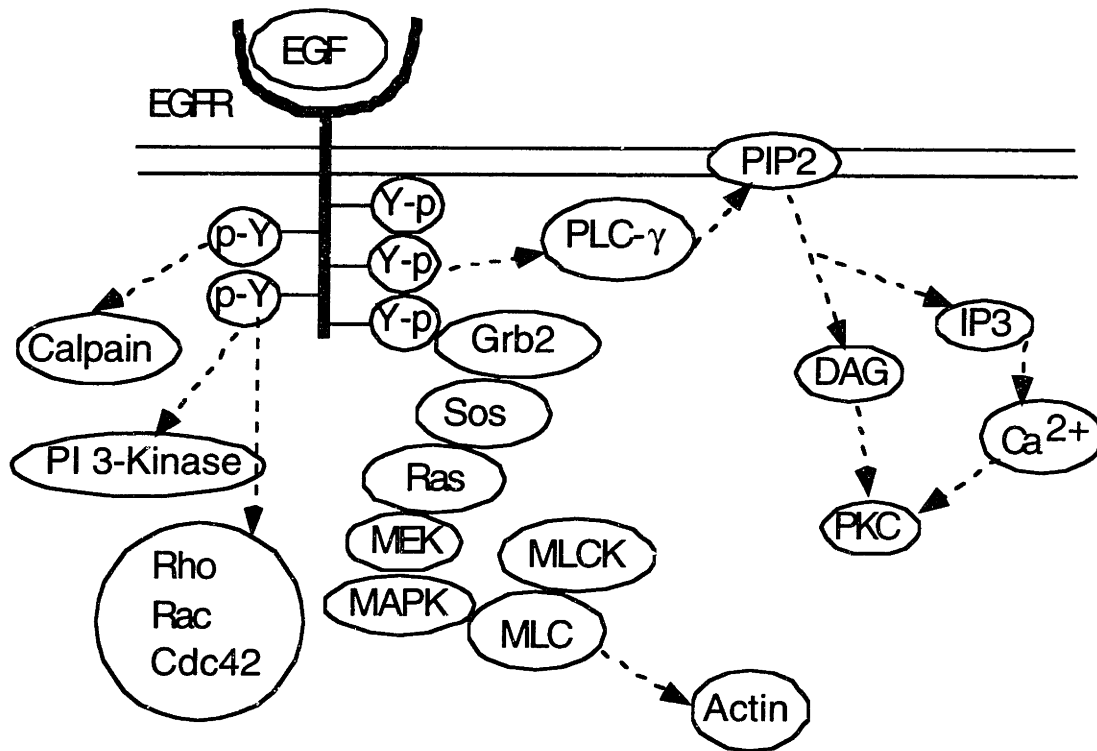 EGF
EGFR
PIP2
Y-p
p-Y
PLC-γ
Y-p
p-Y
Y-p
Grb2
IP3
Calpain
DAG
Sos
Ca2+
PI 3-Kinase
Ras
PKC
MEK
MLCK
Rho
MAPK
Rac
MLC
Cdc42
Actin